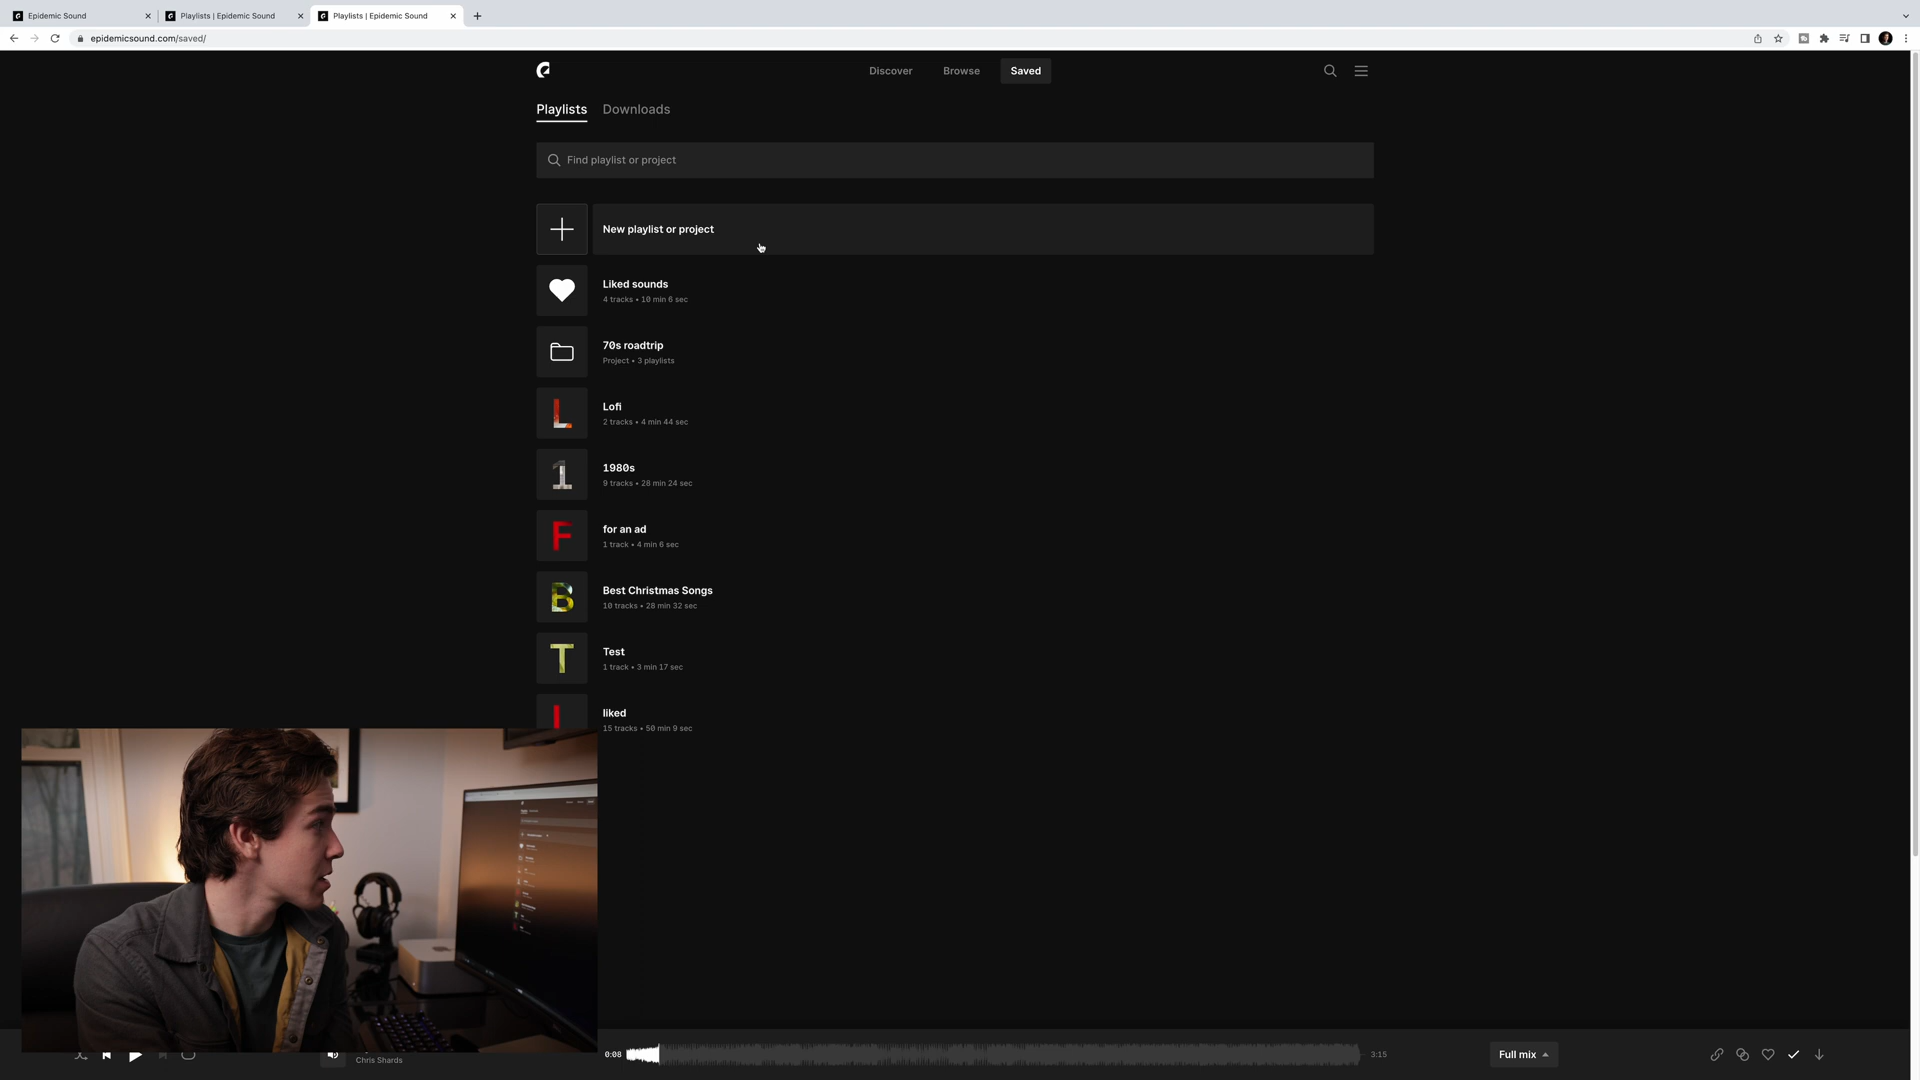 Epidemic Sound
Playlists | Epidemic Sound
Playlists | Epidemic Sound
epidemicsound.com/saved/
Discover
Browse
Saved
Playlists
Downloads
Find playlist or project
New playlist or project
Liked sounds
4 tracks • 10 min 6 sec
70s roadtrip
Project • 3 playlists
L
Lofi
2 tracks • 4 min 44 sec
1
1980s
9 tracks • 28 min 24 sec
F
for an ad
1 track • 4 min 6 sec
B
Best Christmas Songs
10 tracks • 28 min 32 sec
T
Test
1 track • 3 min 17 sec
liked
15 tracks • 50 min 9 sec
Chris Shards
0:08
3:15
Full mix